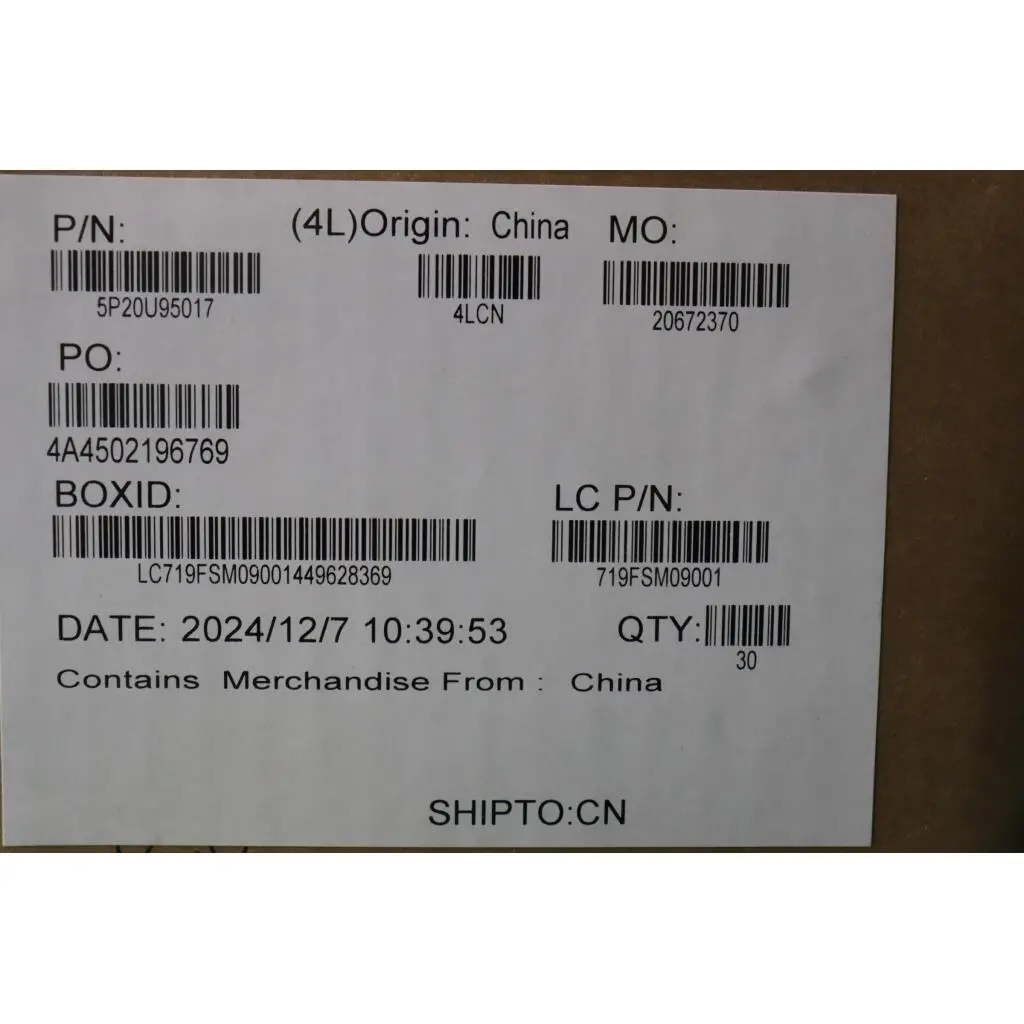 P/N: (4L)Origin: China MO:
5P20U95017 4LCN 20672370
PO:
4A4502196769
BOXID: LC P/N:
LC719FSM09001449628369 719FSM09001
DATE: 2024/12/7 10:39:53 QTY:
30
Contains Merchandise From : China
SHIPTO:CN